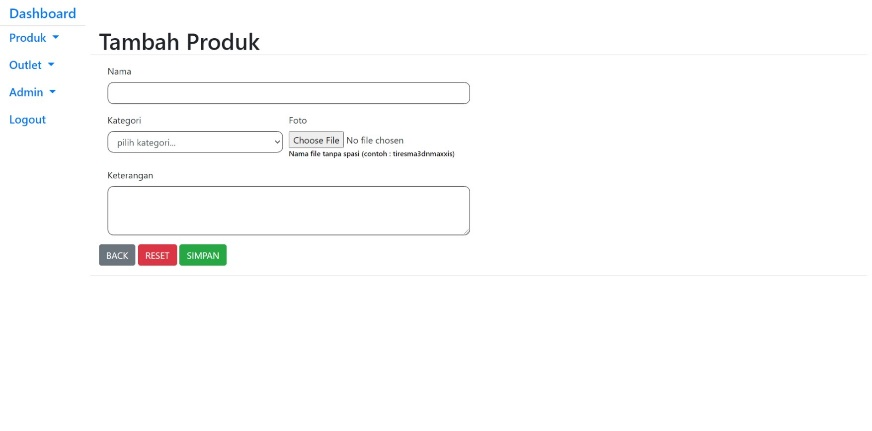 Dashboard
Produk
Outlet
Admin
Logout
Tambah Produk
Nama
Kategori
Foto
pilih kategori...
Choose File No file chosen
Nama file tanpa spasi (contoh : tiresma3dnmaxxis)
Keterangan
BACK
RESET
SIMPAN